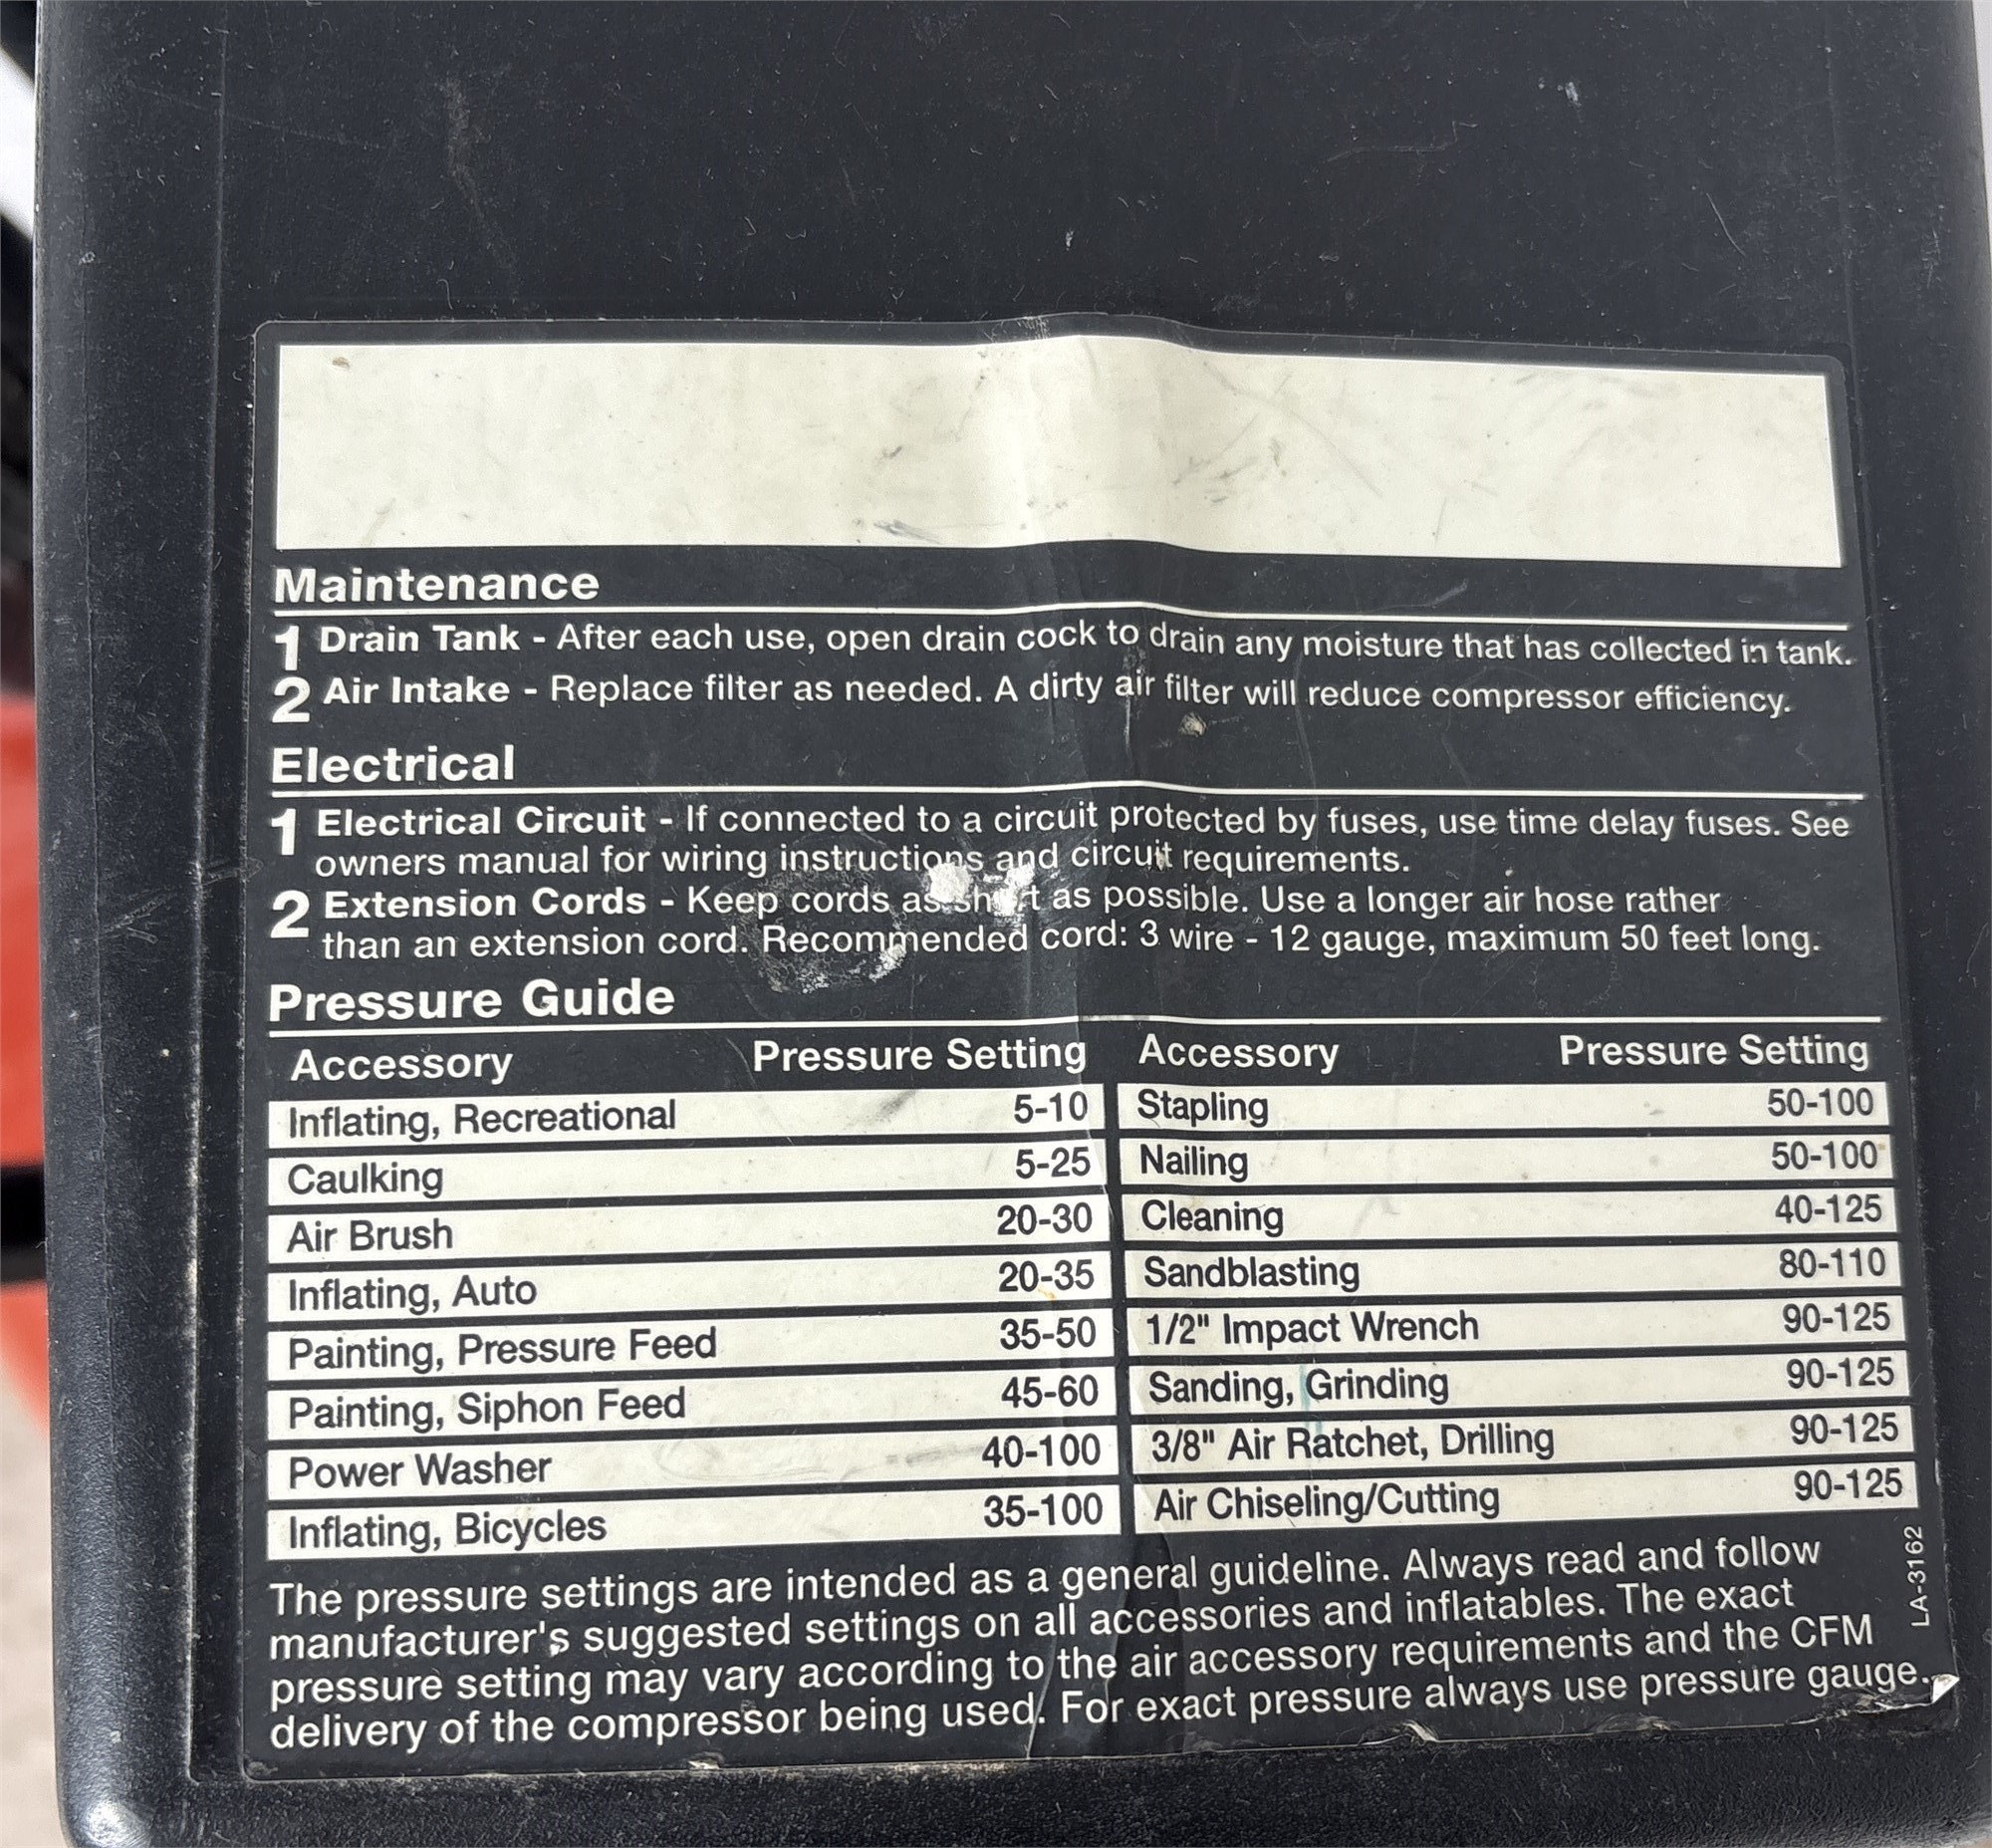 Maintenance
1 Drain Tank - After each use, open drain cock to drain any moisture that has collected in tank.
2 Air Intake - Replace filter as needed. A dirty air filter will reduce compressor efficiency.
Electrical
1 Electrical Circuit - If connected to a circuit protected by fuses, use time delay fuses. See
owners manual for wiring instructions and circuit requirements.
2 Extension Cords - Keep cords as short as possible. Use a longer air hose rather
than an extension cord. Recommended cord: 3 wire - 12 gauge, maximum 50 feet long.
Pressure Guide
Accessory Pressure Setting Accessory Pressure Setting
Inflating, Recreational 5-10 Stapling 50-100
Caulking 5-25 Nailing 50-100
Air Brush 20-30 Cleaning 40-125
Inflating, Auto 20-35 Sandblasting 80-110
Painting, Pressure Feed 35-50 1/2" Impact Wrench 90-125
Painting, Siphon Feed 45-60 Sanding, Grinding 90-125
Power Washer 40-100 3/8" Air Ratchet, Drilling 90-125
Inflating, Bicycles 35-100 Air Chiseling/Cutting 90-125
The pressure settings are intended as a general guideline. Always read and follow
manufacturer's suggested settings on all accessories and inflatables. The exact
pressure setting may vary according to the air accessory requirements and the CFM
delivery of the compressor being used. For exact pressure always use pressure gauge.
LA-3162